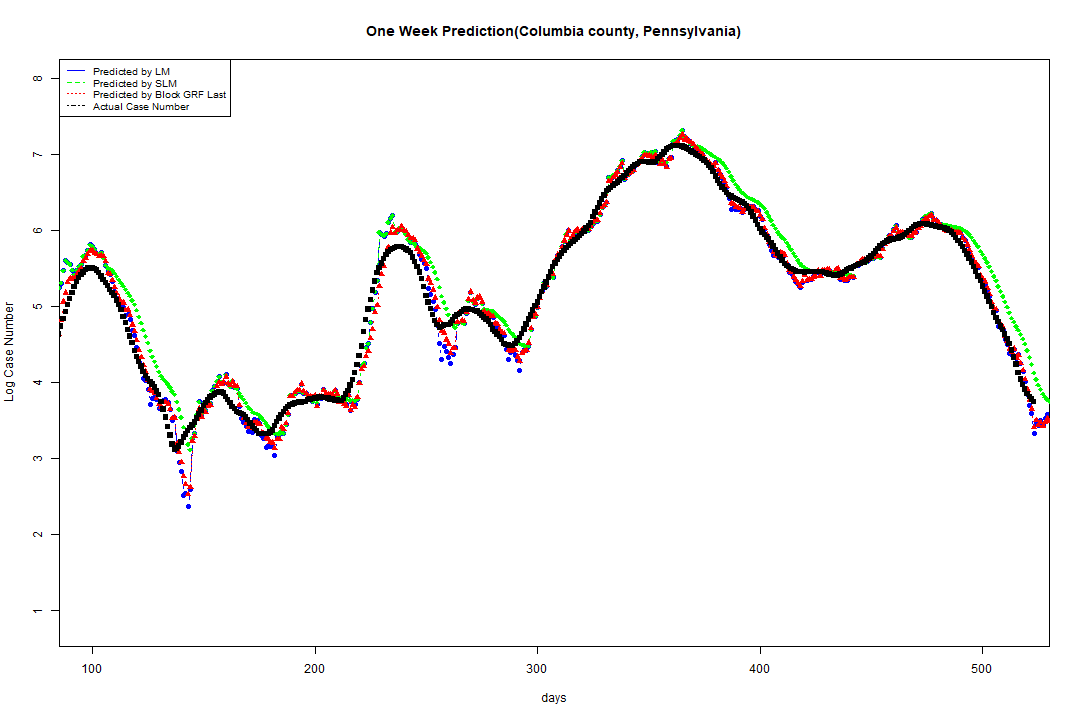 One Week Prediction(Columbia county, Pennsylvania)
Predicted by LM
Predicted by SLM
Predicted by Block GRF Last
Actual Case Number
8
7
6
5
4
3
2
1
Log Case Number
100 200 300 400 500
days